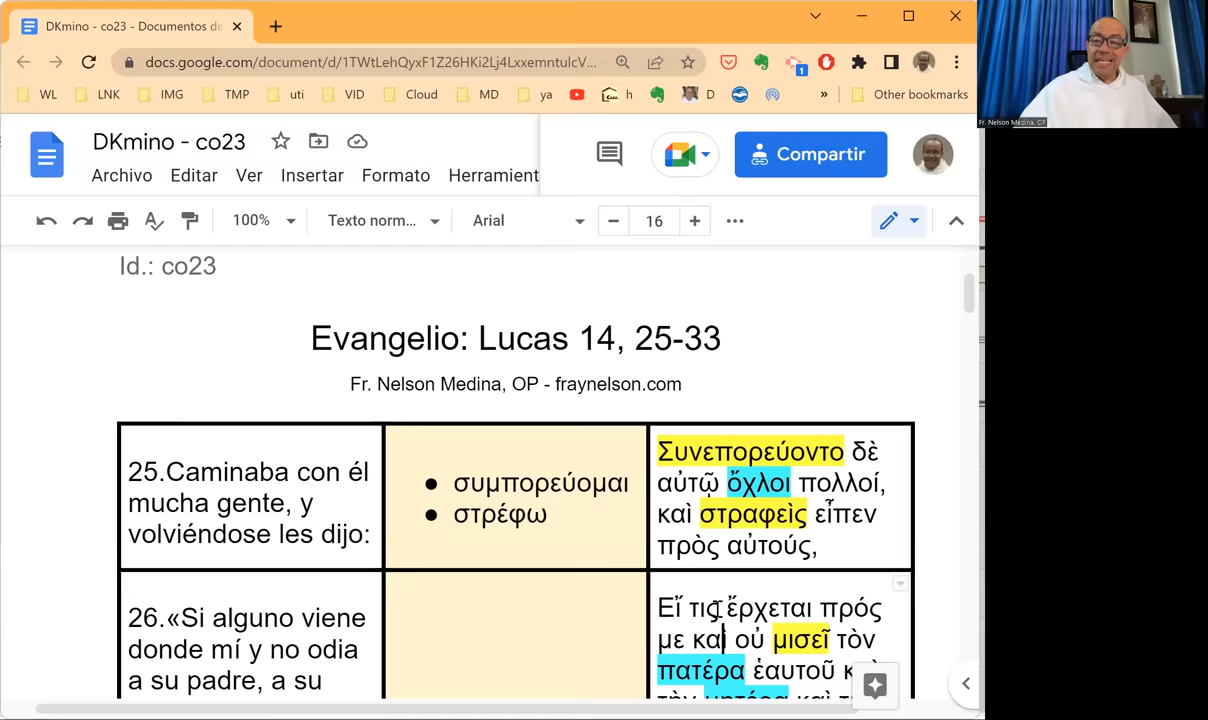 DKmino - co23 - Documentos de
docs.google.com/document/d/1TWtLehQyxF1Z26HKi2Lj4LxxemntulcV...
WL LNK IMG TMP uti VID Cloud MD ya h D » Other bookmarks
Fr. Nelson Medina, OP
DKmino - co23
Compartir
Archivo Editar Ver Insertar Formato Herramient
100% Texto norm... Arial 16
Id.: co23
Evangelio: Lucas 14, 25-33
Fr. Nelson Medina, OP - fraynelson.com
25.Caminaba con él
mucha gente, y
volviéndose les dijo:
● συμπορεύομαι
● στρέφω
Συνεπορεύοντο δὲ
αὐτῷ ὄχλοι πολλοί,
καὶ στραφεὶς εἶπεν
πρὸς αὐτούς,
26.«Si alguno viene
donde mí y no odia
a su padre, a su
Εἴ τις ἔρχεται πρός
με καὶ οὐ μισεῖ τὸν
πατέρα ἑαυτοῦ